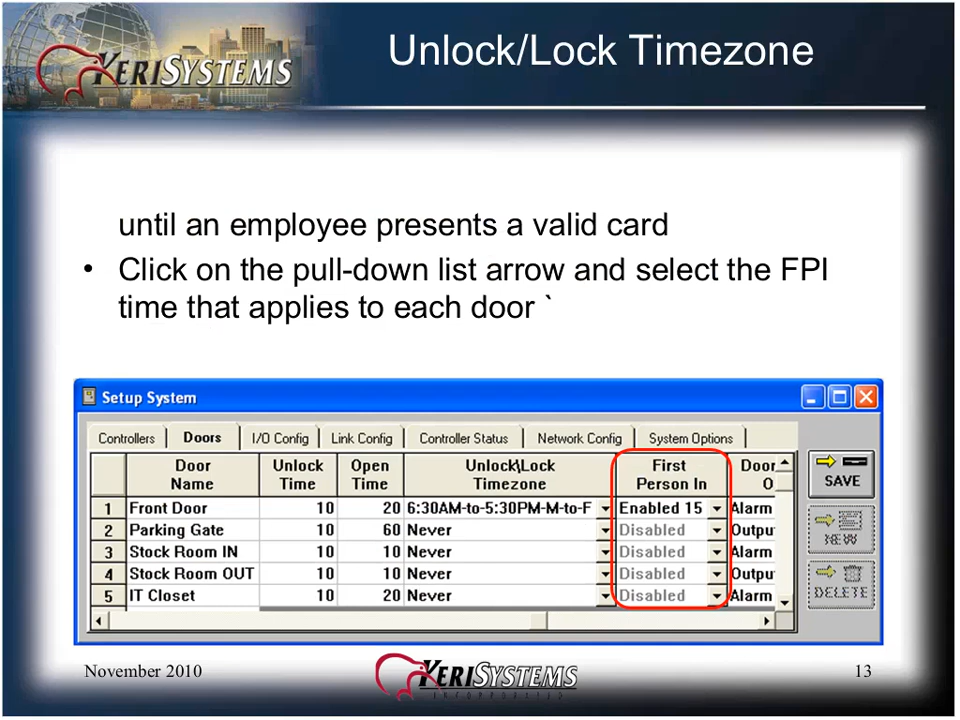 KERISYSTEMS
Unlock/Lock Timezone
until an employee presents a valid card
• Click on the pull-down list arrow and select the FPI
time that applies to each door `
Setup System
Controllers Doors I/O Config Link Config Controller Status Network Config System Options
Door Name Unlock Time Open Time Unlock\Lock Timezone First Person In Door O
1 Front Door 10 20 6:30AM-to-5:30PM-M-to-F Enabled 15 Alarm
2 Parking Gate 10 60 Never Disabled Outpu
3 Stock Room IN 10 10 Never Disabled Alarm
4 Stock Room OUT 10 10 Never Disabled Outpu
5 IT Closet 10 20 Never Disabled Alarm
SAVE
NEW
DELETE
November 2010
KERISYSTEMS
INCORPORATED
13